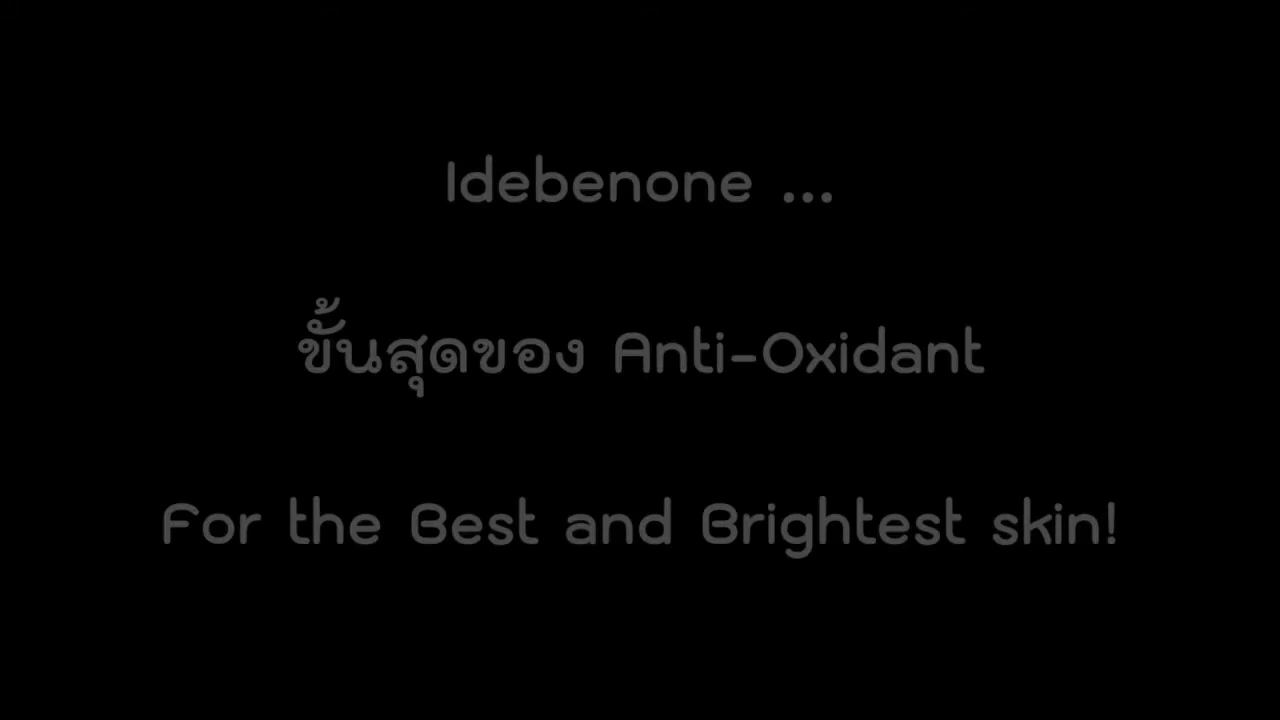 Idebenone ...
ขั้นสุดของ Anti-Oxidant
For the Best and Brightest skin!